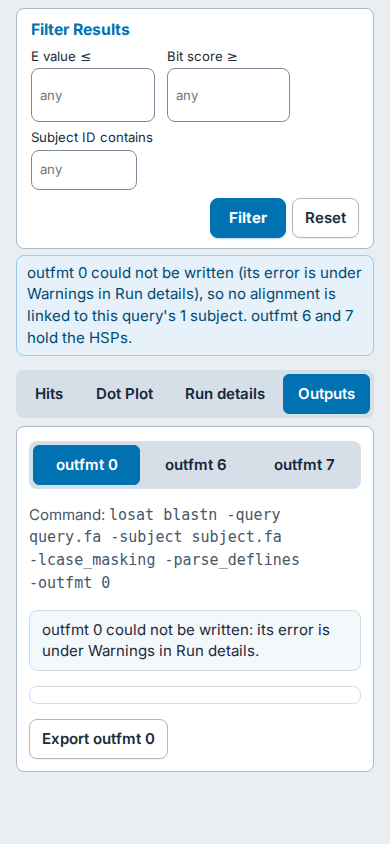 Filter Results
E value ≤
Bit score ≥
any
any
Subject ID contains
any
Filter
Reset
outfmt 0 could not be written (its error is under
Warnings in Run details), so no alignment is
linked to this query's 1 subject. outfmt 6 and 7
hold the HSPs.
Hits
Dot Plot
Run details
Outputs
outfmt 0
outfmt 6
outfmt 7
Command: losat blastn -query
query.fa -subject subject.fa
-lcase_masking -parse_deflines
-outfmt 0
outfmt 0 could not be written: its error is
under Warnings in Run details.
Export outfmt 0